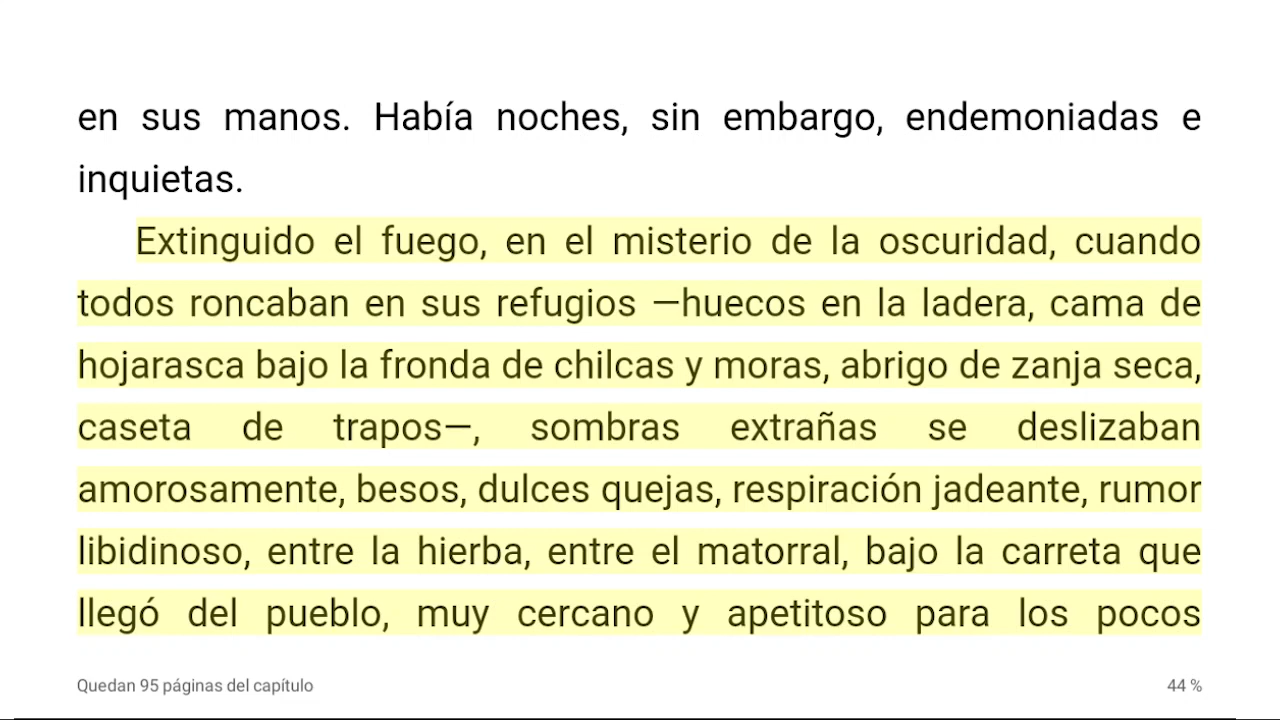 en sus manos. Había noches, sin embargo, endemoniadas e
inquietas.
Extinguido el fuego, en el misterio de la oscuridad, cuando
todos roncaban en sus refugios —huecos en la ladera, cama de
hojarasca bajo la fronda de chilcas y moras, abrigo de zanja seca,
caseta de trapos—, sombras extrañas se deslizaban
amorosamente, besos, dulces quejas, respiración jadeante, rumor
libidinoso, entre la hierba, entre el matorral, bajo la carreta que
llegó del pueblo, muy cercano y apetitoso para los pocos
Quedan 95 páginas del capítulo
44 %